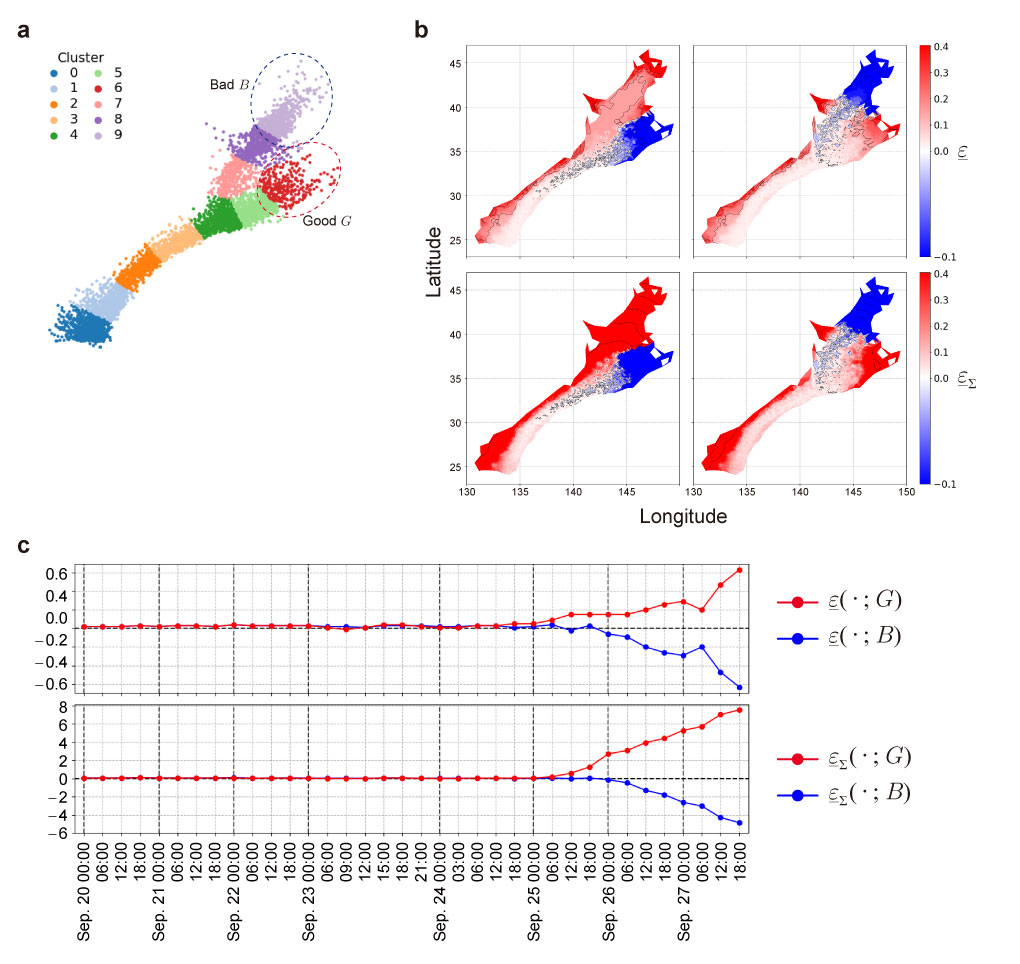 a
Cluster
0 5
1 6
2 7
3 8
4 9
Bad B
Good G
b
45
40
35
30
25
0.4
0.3
0.2
0.1
0.0
−0.1
ε
45
40
35
30
25
130 135 140 145
130 135 140 145 150
0.4
0.3
0.2
0.1
0.0
−0.1
ε_Σ
Latitude
Longitude
c
0.6
0.4
0.0
−0.2
−0.4
−0.6
ε(·; G)
ε(·; B)
8
6
4
2
0
−2
−4
−6
ε_Σ(·; G)
ε_Σ(·; B)
Sep. 20 00:00
06:00
12:00
18:00
Sep. 21 00:00
06:00
12:00
18:00
Sep. 22 00:00
06:00
12:00
18:00
Sep. 23 00:00
06:00
09:00
12:00
15:00
18:00
21:00
Sep. 24 00:00
03:00
06:00
12:00
18:00
Sep. 25 00:00
06:00
12:00
18:00
Sep. 26 00:00
06:00
12:00
18:00
Sep. 27 00:00
06:00
12:00
18:00